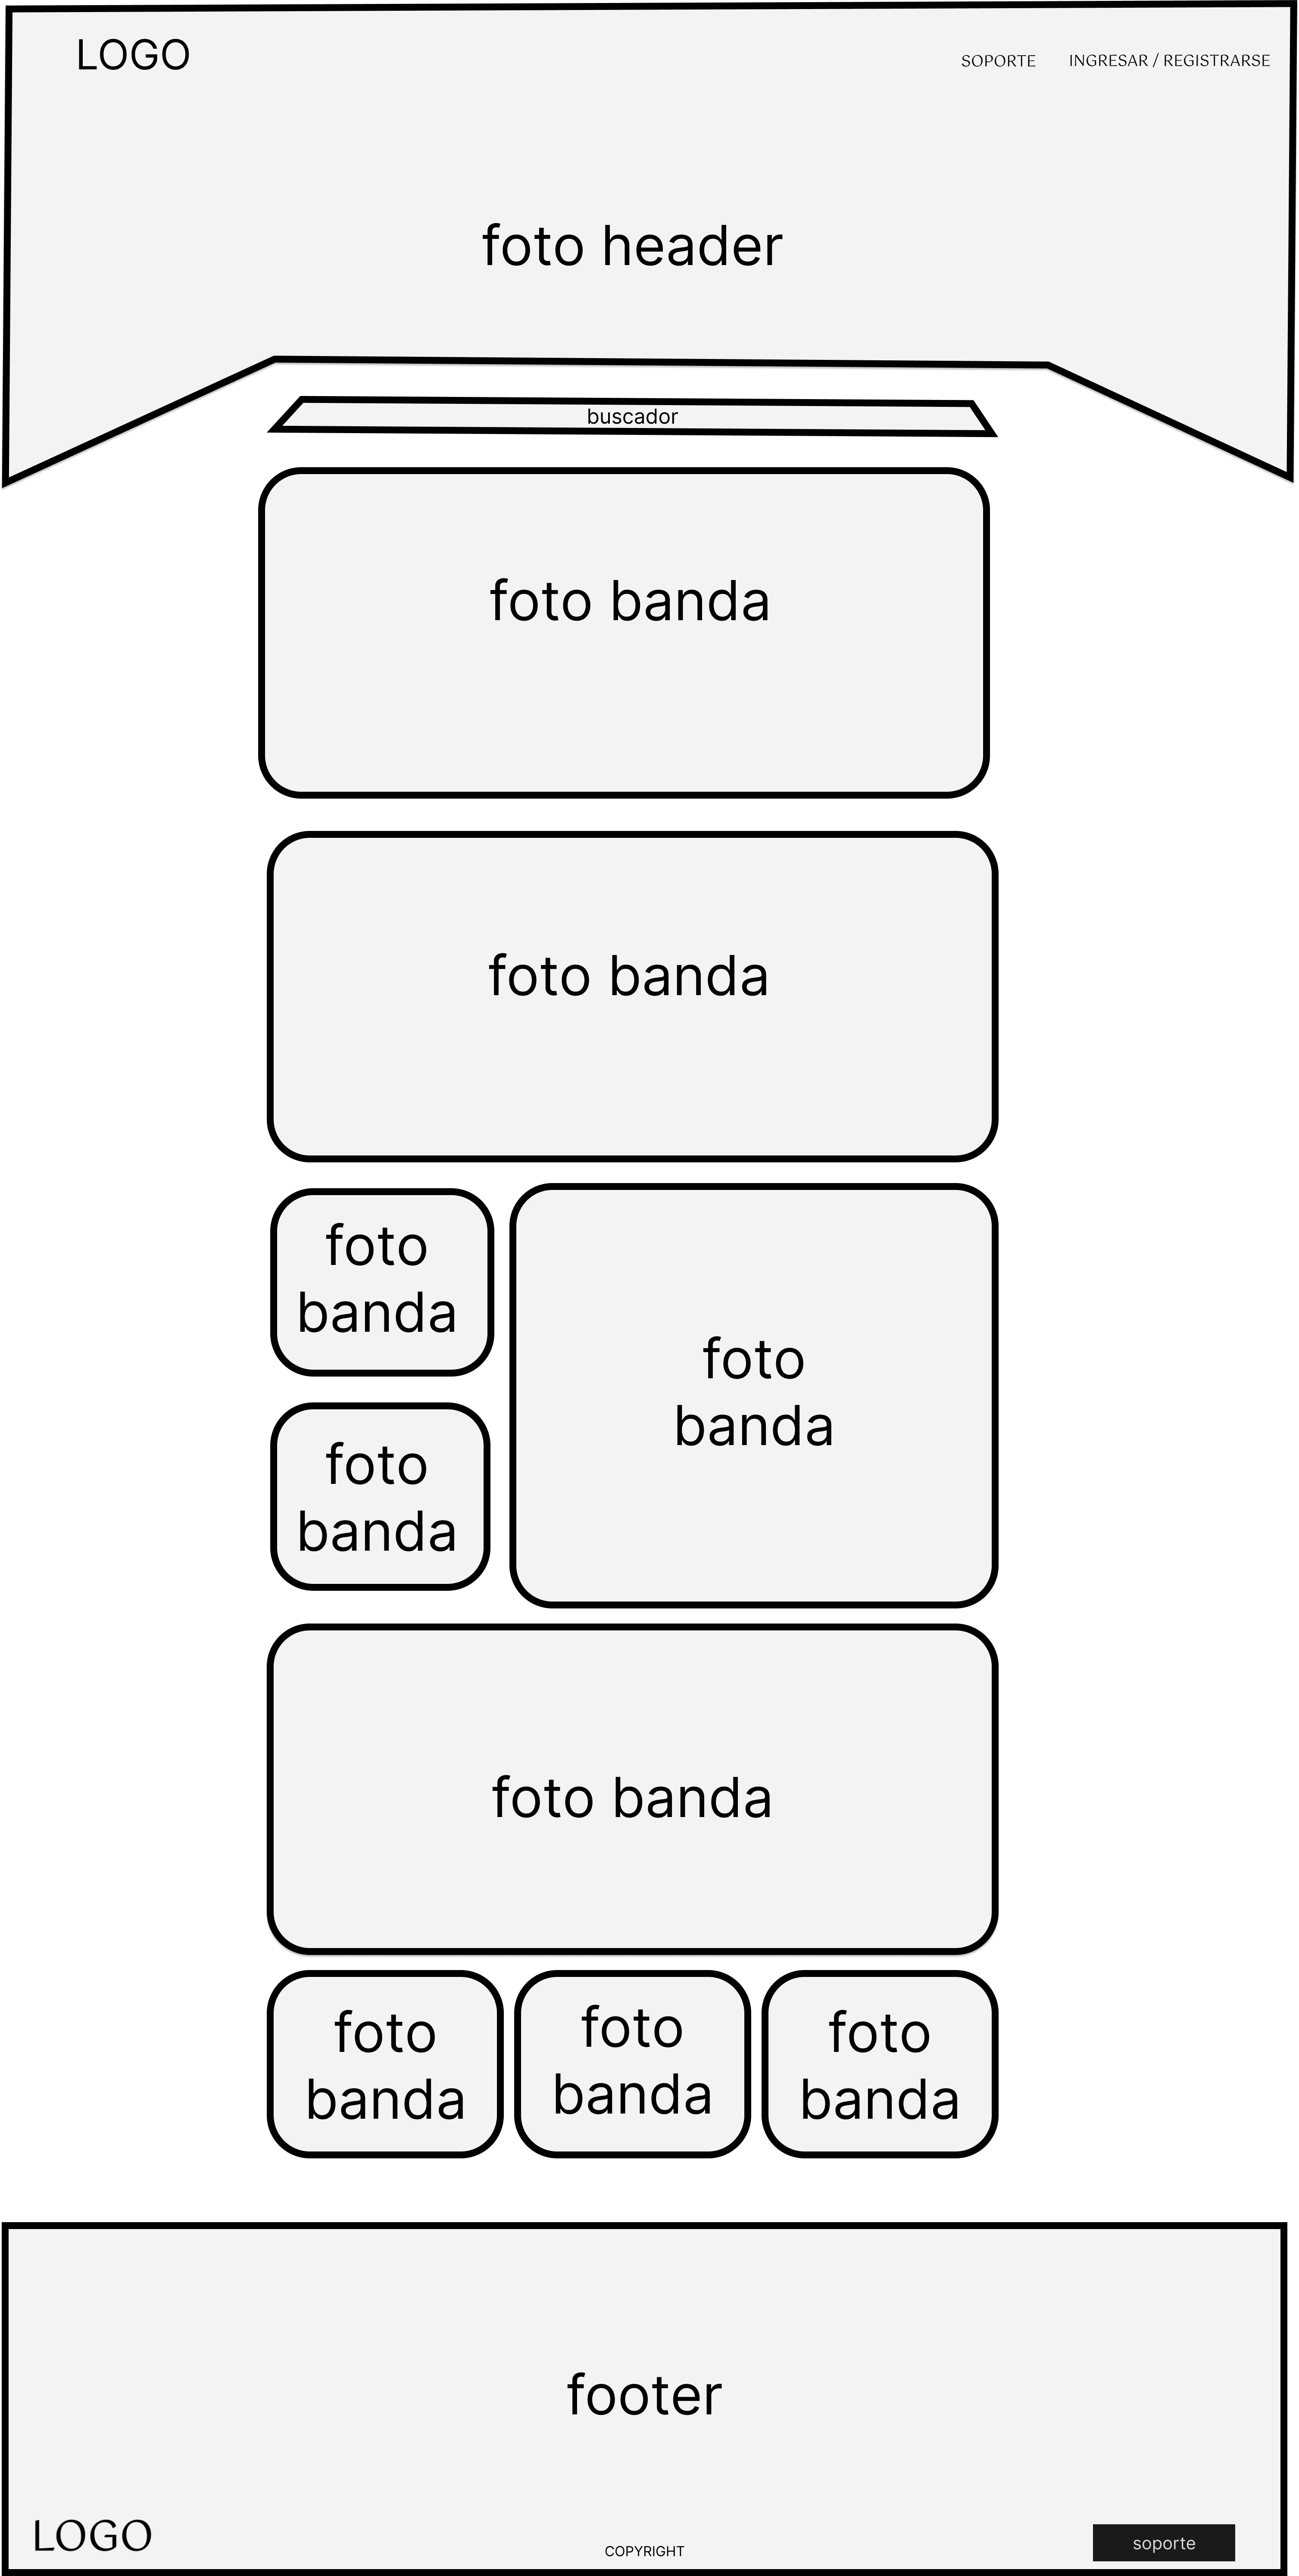 LOGO
SOPORTE
INGRESAR / REGISTRARSE
foto header
buscador
foto banda
foto banda
foto
banda
foto
banda
foto
banda
foto banda
foto
banda
foto
banda
foto
banda
footer
LOGO
COPYRIGHT
soporte